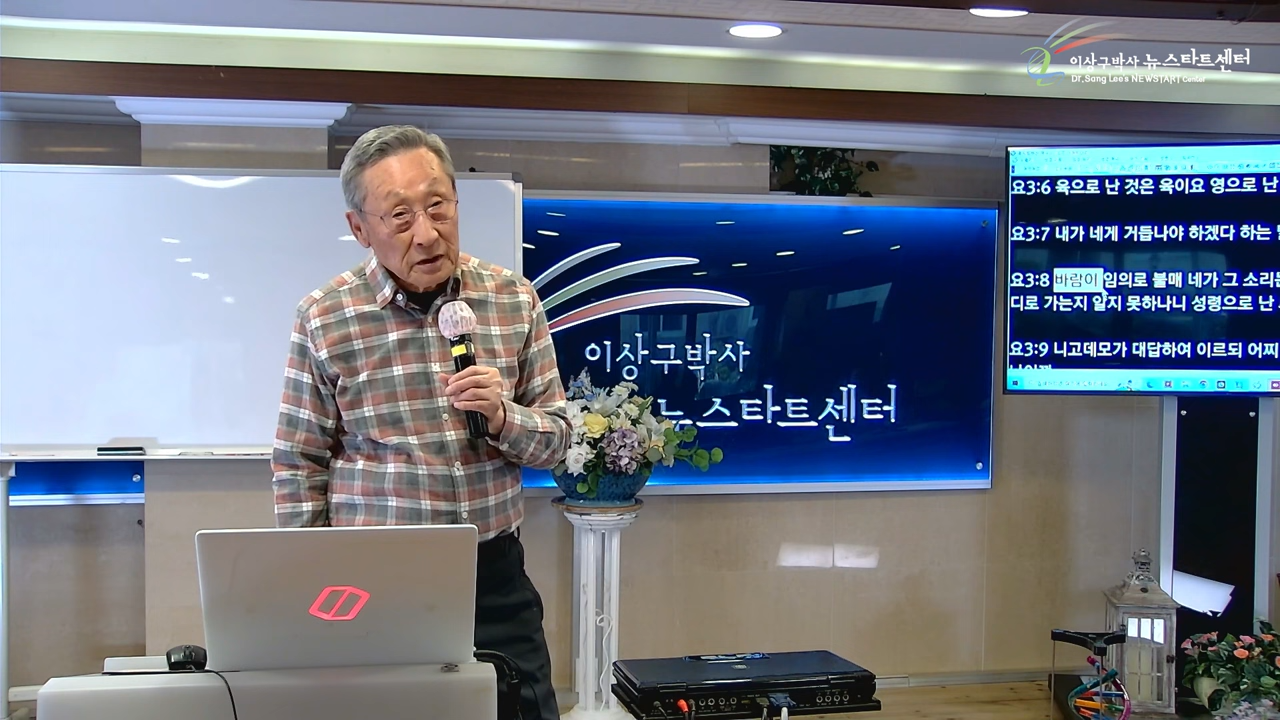 이상구박사 뉴스타트센터
Dr.Sang Lee's NEWSTART Center
요3:6 육으로 난 것은 육이요 영으로 난
요3:7 내가 네게 거듭나야 하겠다 하는
요3:8 바람이 임의로 불매 네가 그 소리는
디로 가는지 알지 못하나니 성령으로 난
요3:9 니고데모가 대답하여 이르되 어찌
이상구박사
뉴스타트센터